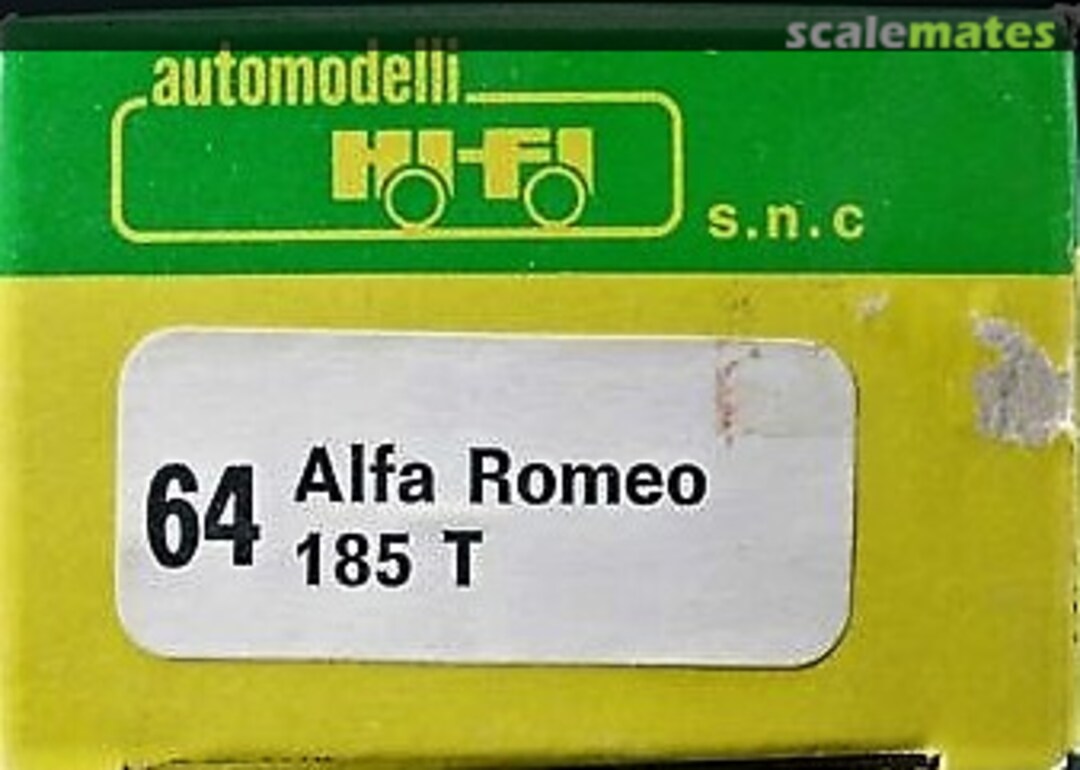 scalemates
automodelli
HI-FI
s.n.c
64
Alfa Romeo
185 T